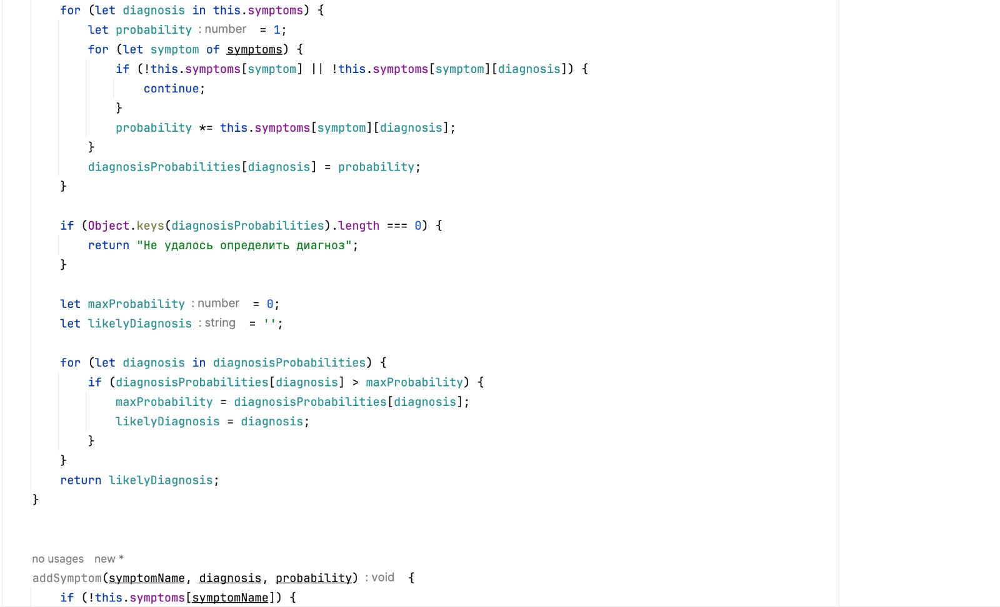 for (let diagnosis in this.symptoms) {
let probability : number = 1;
for (let symptom of symptoms) {
if (!this.symptoms[symptom] || !this.symptoms[symptom][diagnosis]) {
continue;
}
probability *= this.symptoms[symptom][diagnosis];
}
diagnosisProbabilities[diagnosis] = probability;
}
if (Object.keys(diagnosisProbabilities).length === 0) {
return "Не удалось определить диагноз";
}
let maxProbability : number = 0;
let likelyDiagnosis : string = '';
for (let diagnosis in diagnosisProbabilities) {
if (diagnosisProbabilities[diagnosis] > maxProbability) {
maxProbability = diagnosisProbabilities[diagnosis];
likelyDiagnosis = diagnosis;
}
}
return likelyDiagnosis;
}
no usages new *
addSymptom(symptomName, diagnosis, probability) : void {
if (!this.symptoms[symptomName]) {